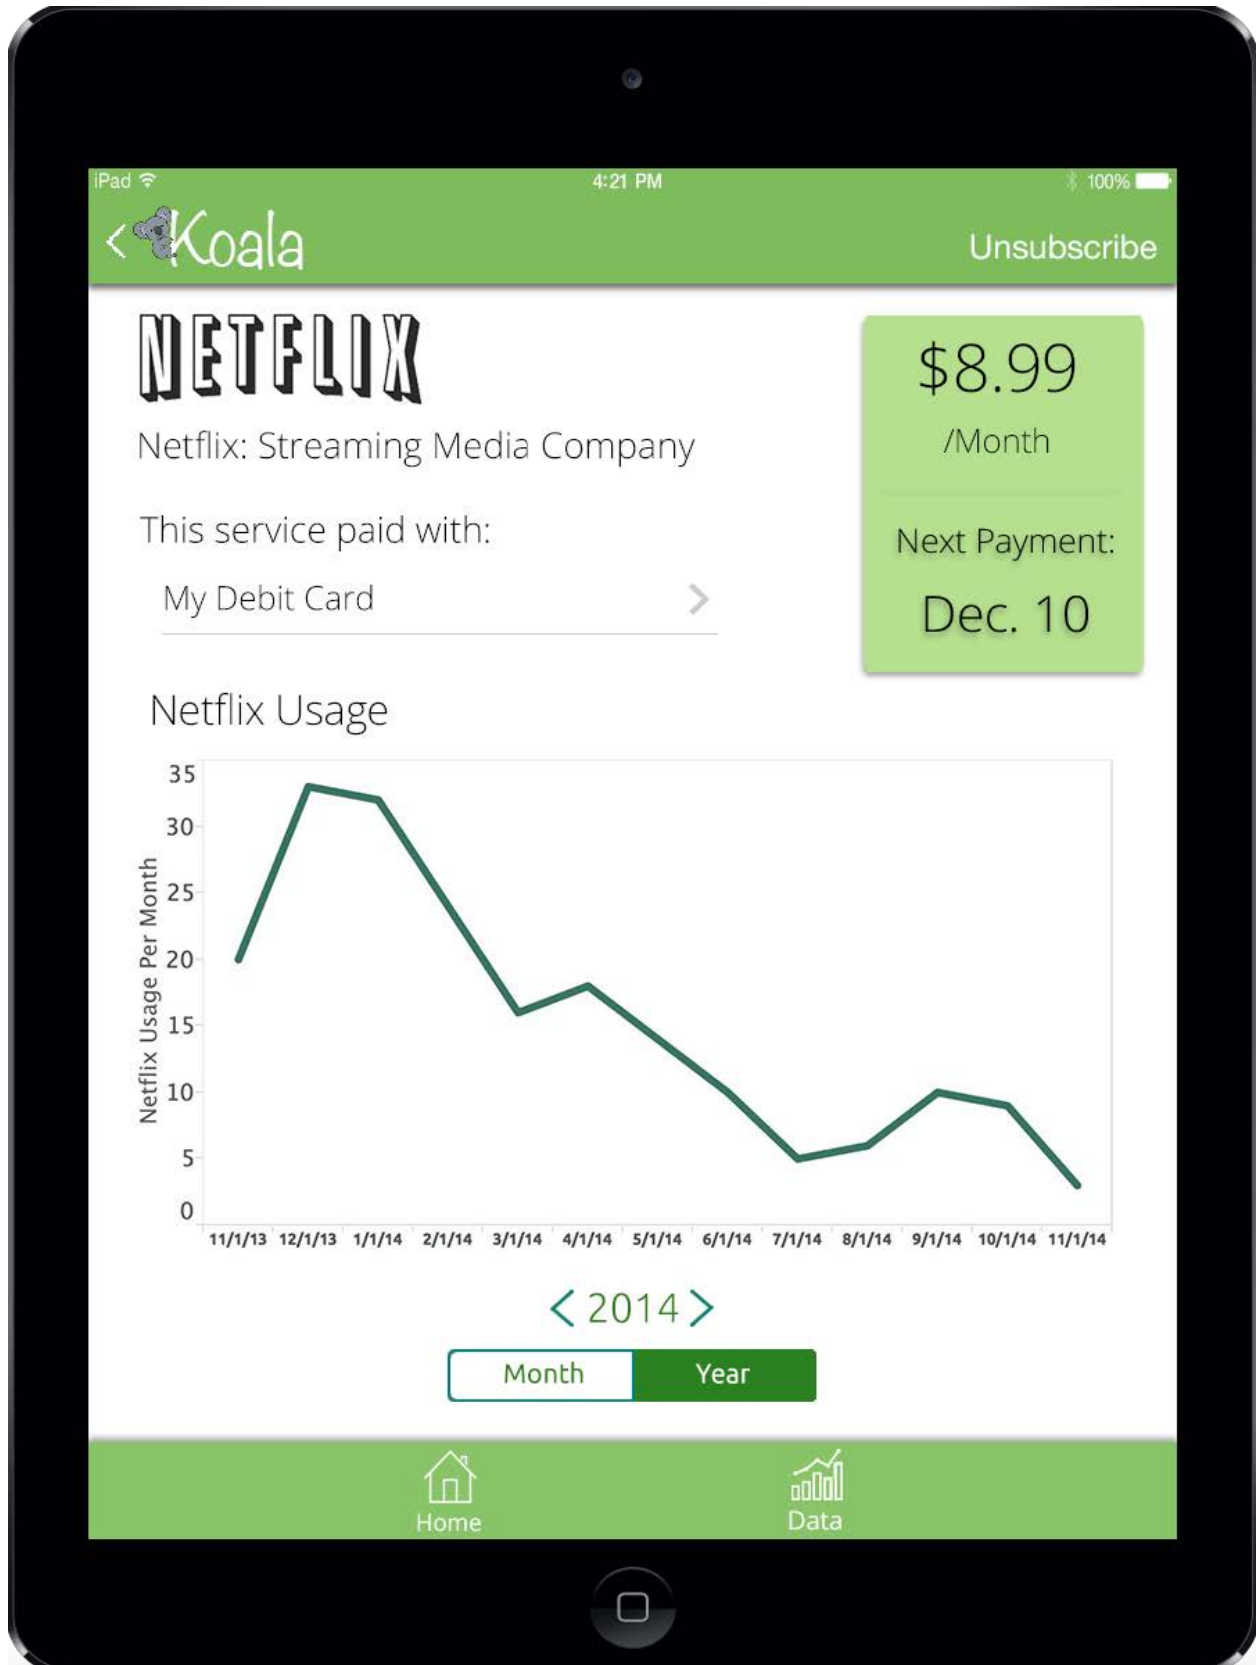 iPad 4:21 PM 100%
Koala Unsubscribe
NETFLIX
Netflix: Streaming Media Company
This service paid with:
My Debit Card
$8.99
/Month
Next Payment:
Dec. 10
Netflix Usage
Netflix Usage Per Month
35
30
25
20
15
10
5
0
11/1/13 12/1/13 1/1/14 2/1/14 3/1/14 4/1/14 5/1/14 6/1/14 7/1/14 8/1/14 9/1/14 10/1/14 11/1/14
< 2014 >
Month Year
Home Data